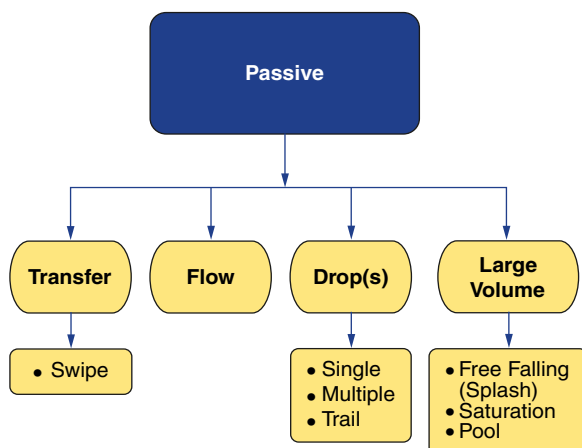 Passive
Transfer
Flow
Drop(s)
Large
Volume
• Swipe
• Single
• Multiple
• Trail
• Free Falling
(Splash)
• Saturation
• Pool